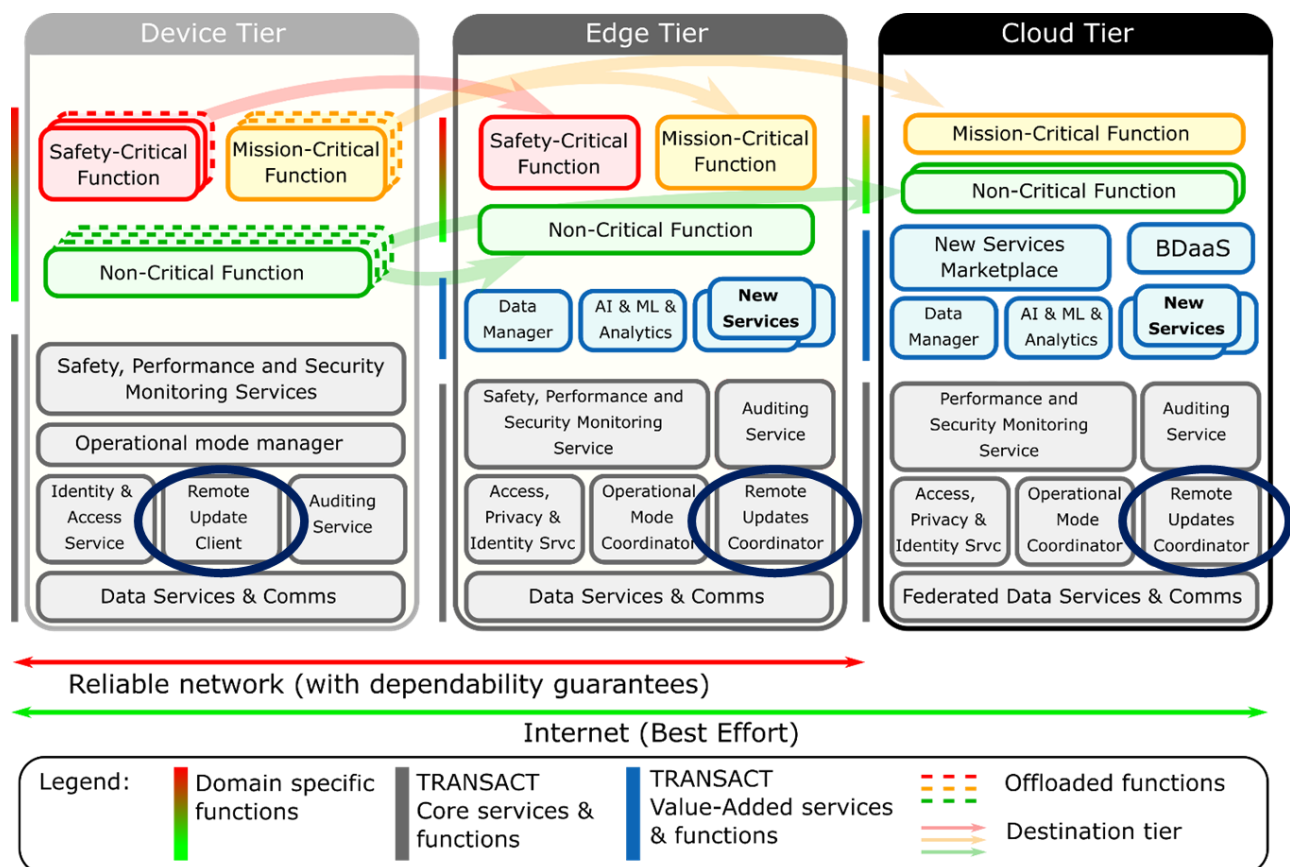 Device Tier
Safety-Critical
Function
Mission-Critical
Function
Non-Critical Function
Safety, Performance and Security
Monitoring Services
Operational mode manager
Identity &
Access
Service
Remote
Update
Client
Auditing
Service
Data Services & Comms
Edge Tier
Safety-Critical
Function
Mission-Critical
Function
Non-Critical Function
Data
Manager
AI & ML &
Analytics
New
Services
Safety, Performance and
Security Monitoring
Service
Auditing
Service
Access,
Privacy &
Identity Srvc
Operational
Mode
Coordinator
Remote
Updates
Coordinator
Data Services & Comms
Cloud Tier
Mission-Critical Function
Non-Critical Function
New Services
Marketplace
BDaaS
Data
Manager
AI & ML &
Analytics
New
Services
Performance and
Security Monitoring
Service
Auditing
Service
Access,
Privacy &
Identity Srvc
Operational
Mode
Coordinator
Remote
Updates
Coordinator
Federated Data Services & Comms
Reliable network (with dependability guarantees)
Internet (Best Effort)
Legend:
Domain specific
functions
TRANSACT
Core services &
functions
TRANSACT
Value-Added services
& functions
Offloaded functions
Destination tier